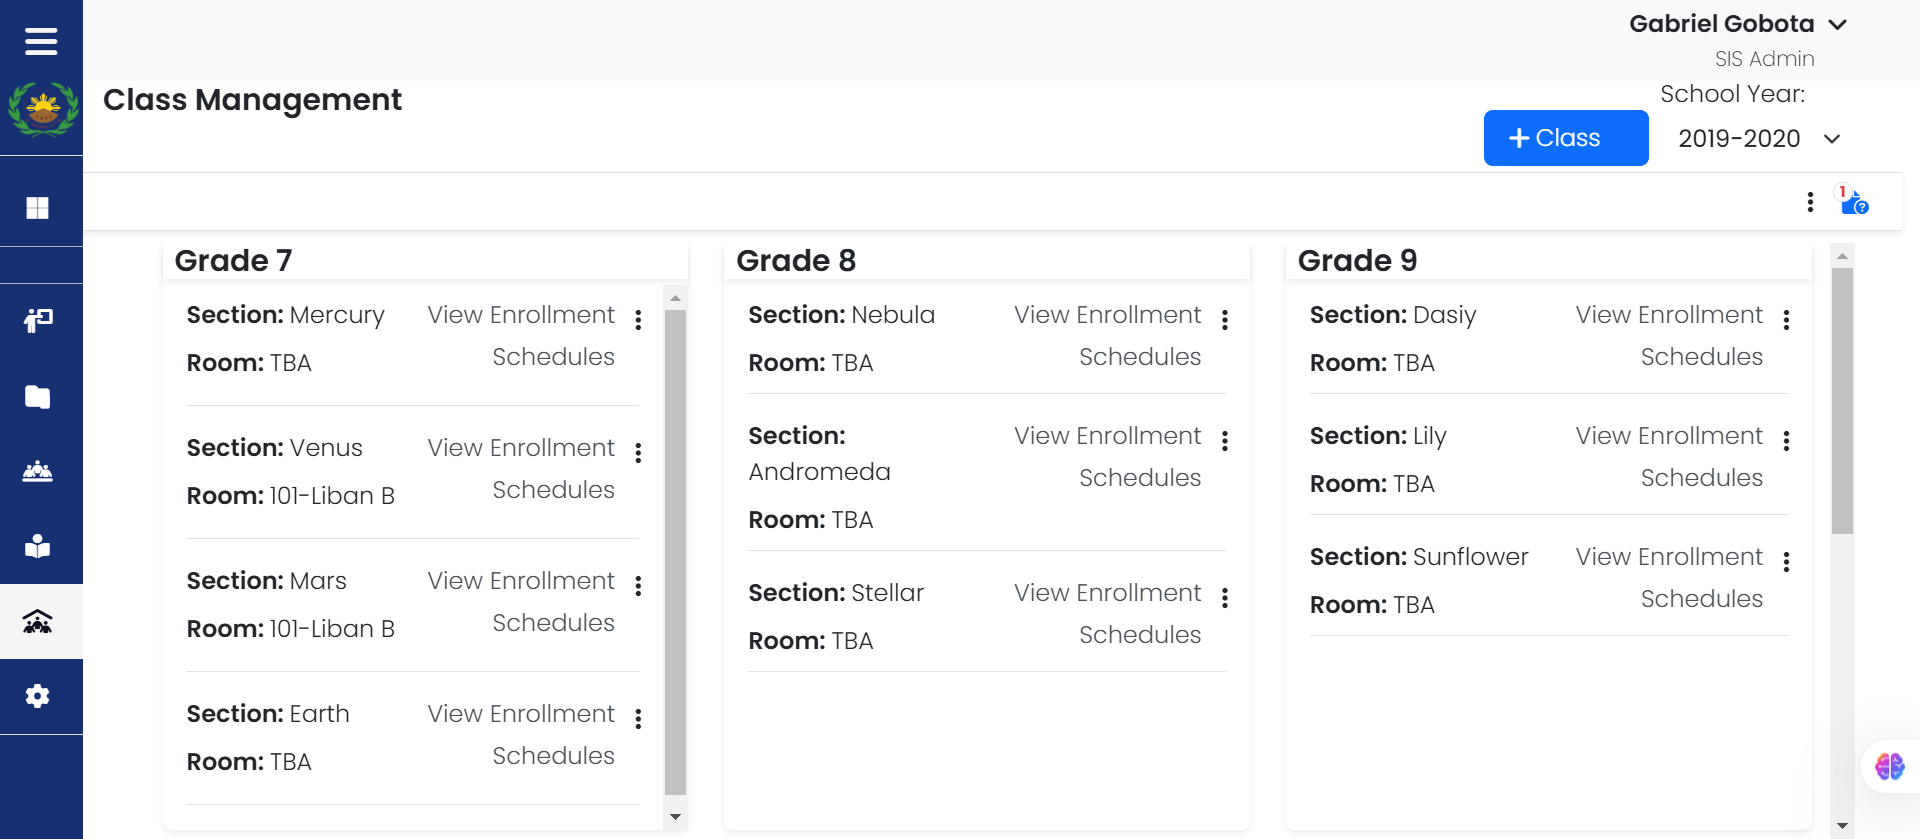 Gabriel Gobota
SIS Admin
Class Management
School Year:
+ Class
2019-2020
1
?
Grade 7
Section: Mercury
View Enrollment
Room: TBA
Schedules
Section: Venus
View Enrollment
Room: 101-Liban B
Schedules
Section: Mars
View Enrollment
Room: 101-Liban B
Schedules
Section: Earth
View Enrollment
Room: TBA
Schedules
Grade 8
Section: Nebula
View Enrollment
Room: TBA
Schedules
Section:
Andromeda
View Enrollment
Schedules
Room: TBA
Section: Stellar
View Enrollment
Room: TBA
Schedules
Grade 9
Section: Dasiy
View Enrollment
Room: TBA
Schedules
Section: Lily
View Enrollment
Room: TBA
Schedules
Section: Sunflower
View Enrollment
Room: TBA
Schedules